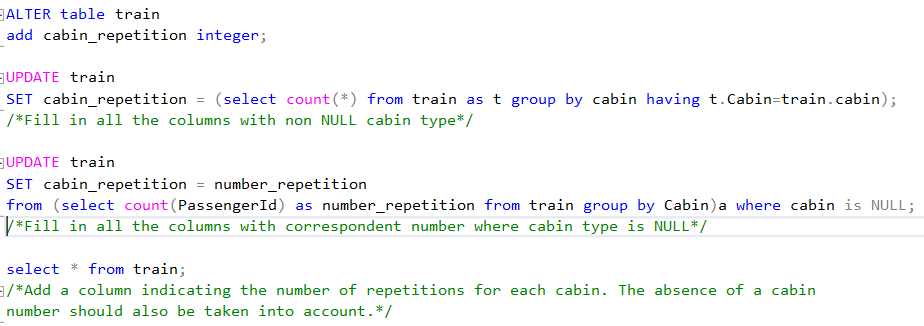 ALTER table train
add cabin_repetition integer;
UPDATE train
SET cabin_repetition = (select count(*) from train as t group by cabin having t.Cabin=train.cabin);
/*Fill in all the columns with non NULL cabin type*/
UPDATE train
SET cabin_repetition = number_repetition
from (select count(PassengerId) as number_repetition from train group by Cabin)a where cabin is NULL;
/*Fill in all the columns with correspondent number where cabin type is NULL*/
select * from train;
/*Add a column indicating the number of repetitions for each cabin. The absence of a cabin
number should also be taken into account.*/